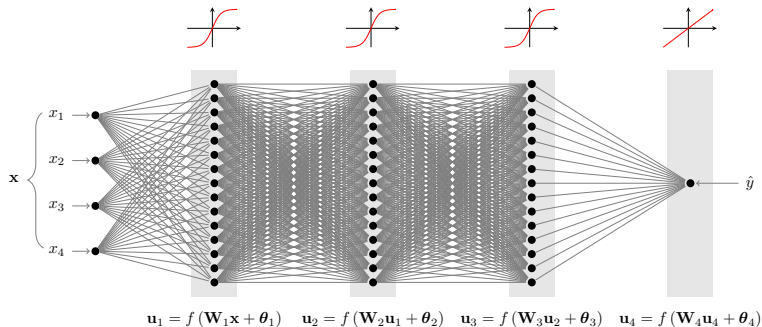 x₁
x₂
x
x₃
x₄
ŷ
u₁ = f (W₁x + θ₁)
u₂ = f (W₂u₁ + θ₂)
u₃ = f (W₃u₂ + θ₃)
u₄ = f (W₄u₄ + θ₄)